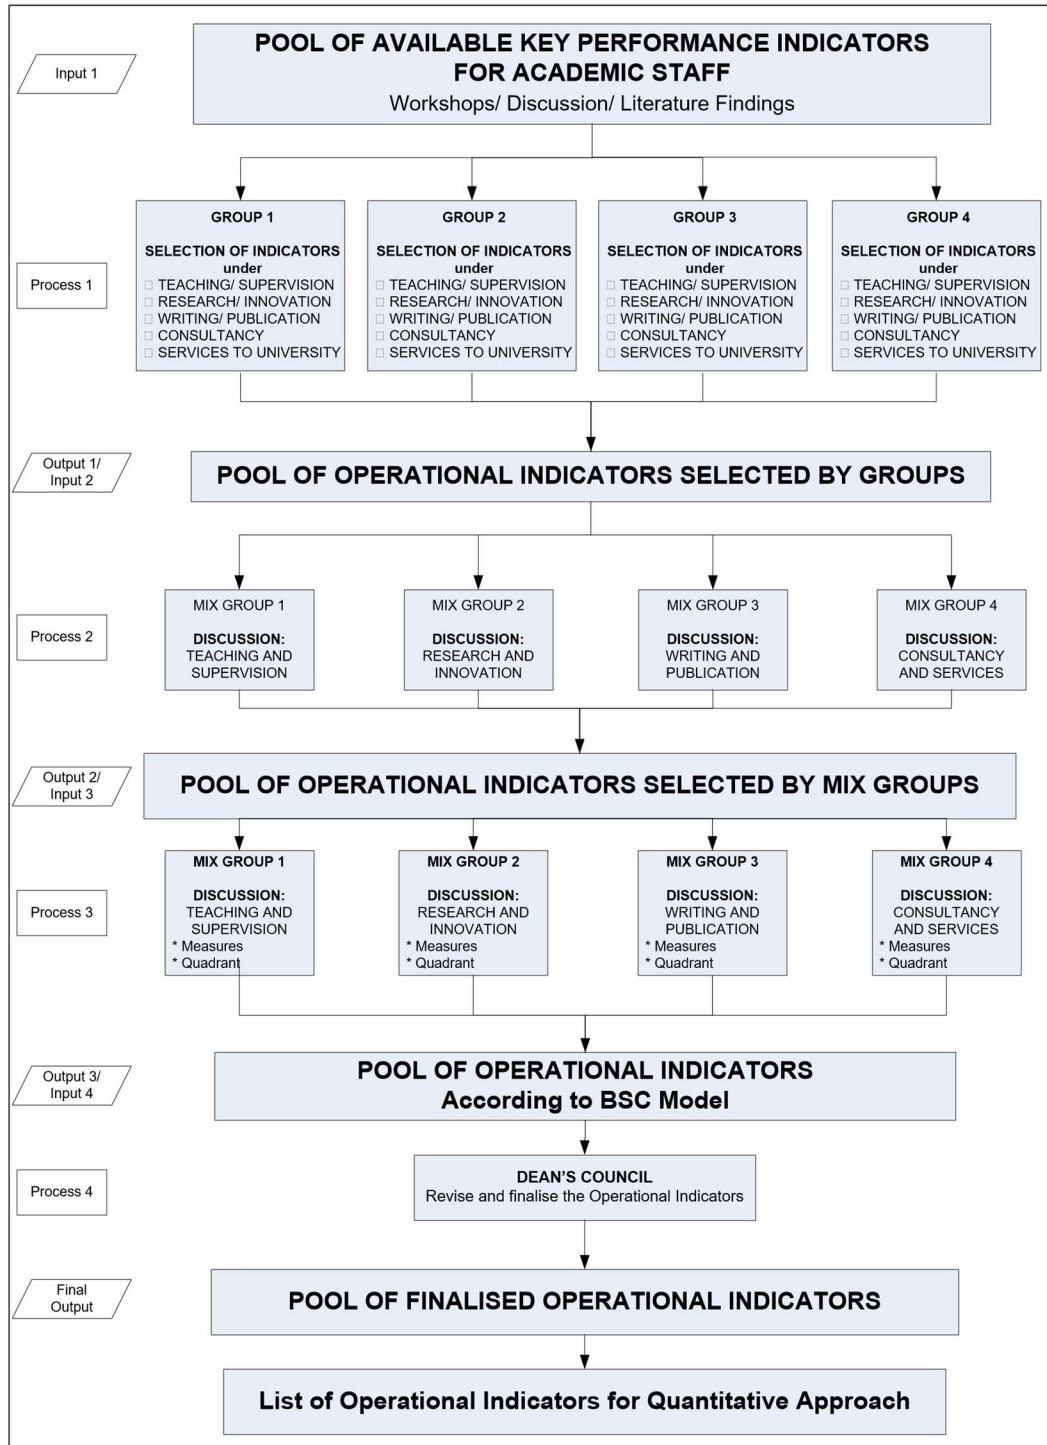 POOL OF AVAILABLE KEY PERFORMANCE INDICATORS
FOR ACADEMIC STAFF
Workshops/ Discussion/ Literature Findings
Input 1
Process 1
GROUP 1
SELECTION OF INDICATORS
under
□ TEACHING/ SUPERVISION
□ RESEARCH/ INNOVATION
□ WRITING/ PUBLICATION
□ CONSULTANCY
□ SERVICES TO UNIVERSITY
GROUP 2
SELECTION OF INDICATORS
under
□ TEACHING/ SUPERVISION
□ RESEARCH/ INNOVATION
□ WRITING/ PUBLICATION
□ CONSULTANCY
□ SERVICES TO UNIVERSITY
GROUP 3
SELECTION OF INDICATORS
under
□ TEACHING/ SUPERVISION
□ RESEARCH/ INNOVATION
□ WRITING/ PUBLICATION
□ CONSULTANCY
□ SERVICES TO UNIVERSITY
GROUP 4
SELECTION OF INDICATORS
under
□ TEACHING/ SUPERVISION
□ RESEARCH/ INNOVATION
□ WRITING/ PUBLICATION
□ CONSULTANCY
□ SERVICES TO UNIVERSITY
Output 1/
Input 2
POOL OF OPERATIONAL INDICATORS SELECTED BY GROUPS
Process 2
MIX GROUP 1
DISCUSSION:
TEACHING AND
SUPERVISION
MIX GROUP 2
DISCUSSION:
RESEARCH AND
INNOVATION
MIX GROUP 3
DISCUSSION:
WRITING AND
PUBLICATION
MIX GROUP 4
DISCUSSION:
CONSULTANCY
AND SERVICES
Output 2/
Input 3
POOL OF OPERATIONAL INDICATORS SELECTED BY MIX GROUPS
Process 3
MIX GROUP 1
DISCUSSION:
TEACHING AND
SUPERVISION
* Measures
* Quadrant
MIX GROUP 2
DISCUSSION:
RESEARCH AND
INNOVATION
* Measures
* Quadrant
MIX GROUP 3
DISCUSSION:
WRITING AND
PUBLICATION
* Measures
* Quadrant
MIX GROUP 4
DISCUSSION:
CONSULTANCY
AND SERVICES
* Measures
* Quadrant
Output 3/
Input 4
POOL OF OPERATIONAL INDICATORS
According to BSC Model
Process 4
DEAN'S COUNCIL
Revise and finalise the Operational Indicators
Final
Output
POOL OF FINALISED OPERATIONAL INDICATORS
List of Operational Indicators for Quantitative Approach